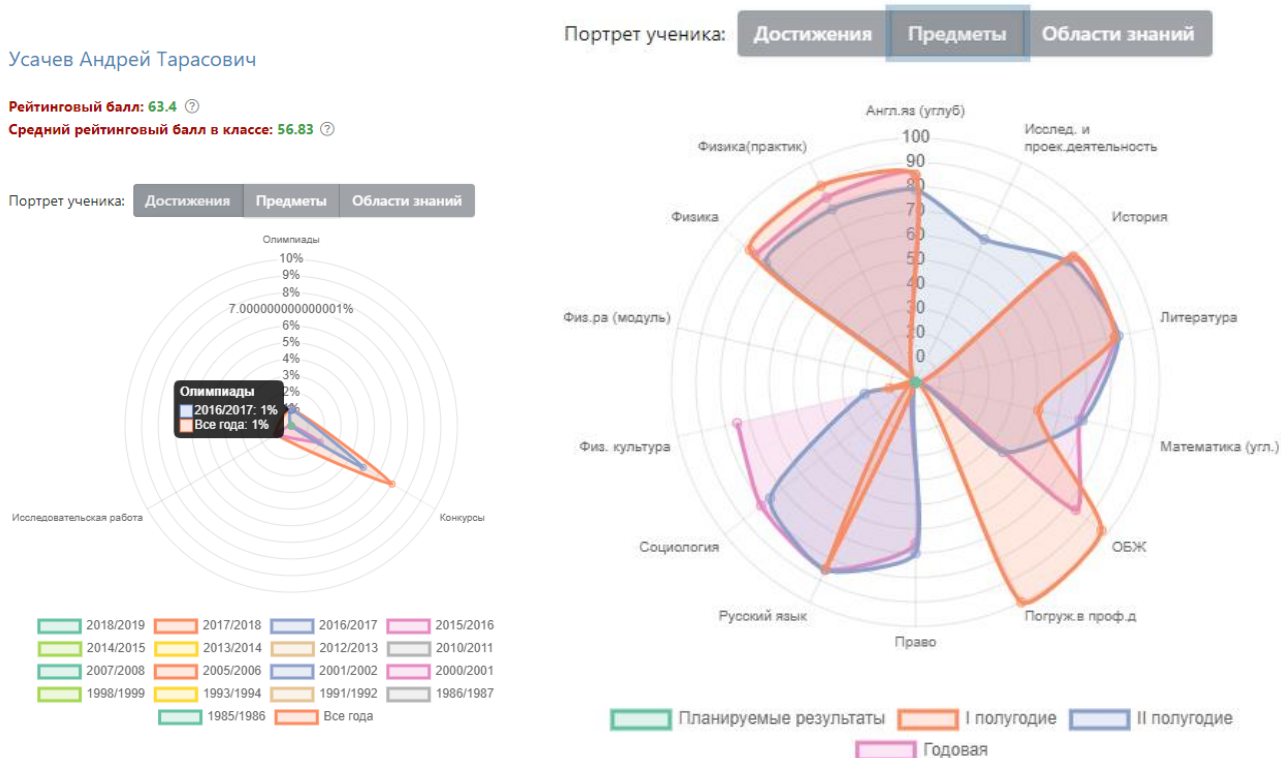 Усачев Андрей Тарасович
Рейтинговый балл: 63.4 ?
Средний рейтинговый балл в классе: 56.83 ?
Портрет ученика: Достижения Предметы Области знаний
Олимпиады
10%
9%
8%
7.000000000000001%
6%
5%
4%
3%
2%
1%
Олимпиады
2016/2017: 1%
Все года: 1%
Исследовательская работа
Конкурсы
2018/2019 2017/2018 2016/2017 2015/2016
2014/2015 2013/2014 2012/2013 2010/2011
2007/2008 2005/2006 2001/2002 2000/2001
1998/1999 1993/1994 1991/1992 1986/1987
1985/1986 Все года
Портрет ученика: Достижения Предметы Области знаний
Англ.яз (углуб)
Исслед. и
проек.деятельность
История
Литература
Математика (угл.)
ОБЖ
Погруж.в проф.д
Право
Русский язык
Социология
Физ. культура
Физ.ра (модуль)
Физика
Физика(практик)
100
90
80
70
60
50
40
30
20
0
Планируемые результаты I полугодие II полугодие
Годовая